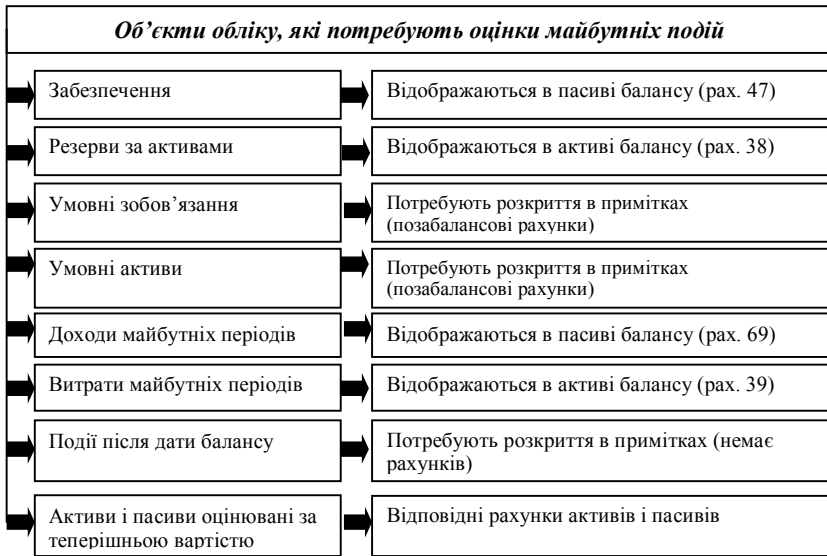 Об’єкти обліку, які потребують оцінки майбутніх подій
Забезпечення
Відображаються в пасиві балансу (рах. 47)
Резерви за активами
Відображаються в активі балансу (рах. 38)
Умовні зобов’язання
Потребують розкриття в примітках
(позабалансові рахунки)
Умовні активи
Потребують розкриття в примітках
(позабалансові рахунки)
Доходи майбутніх періодів
Відображаються в пасиві балансу (рах. 69)
Витрати майбутніх періодів
Відображаються в активі балансу (рах. 39)
Події після дати балансу
Потребують розкриття в примітках (немає
рахунків)
Активи і пасиви оцінювані за
теперішньою вартістю
Відповідні рахунки активів і пасивів